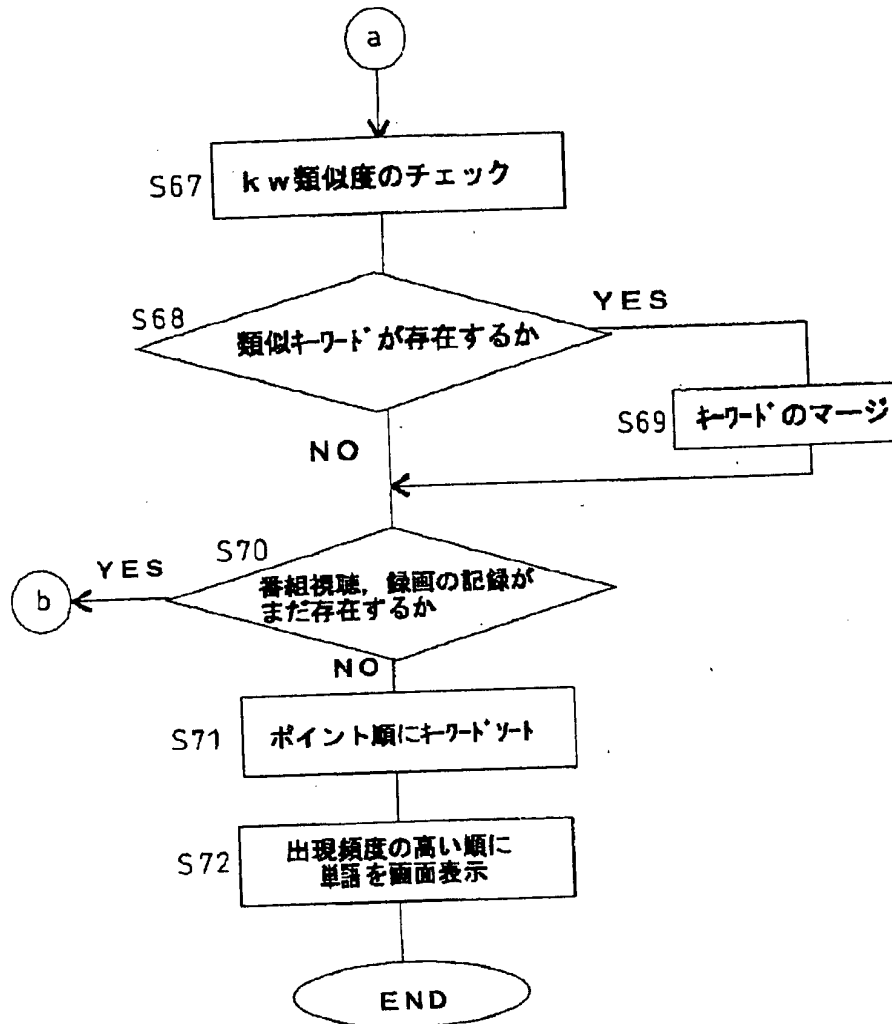 a
S67
kw類似度のチェック
S68
類似ｷｰﾜｰﾄﾞが存在するか
YES
S69
ｷｰﾜｰﾄﾞのマージ
NO
S70
YES
b
番組視聴，録画の記録が
まだ存在するか
NO
S71
ポイント順にｷｰﾜｰﾄﾞｿｰﾄ
S72
出現頻度の高い順に
単語を画面表示
END